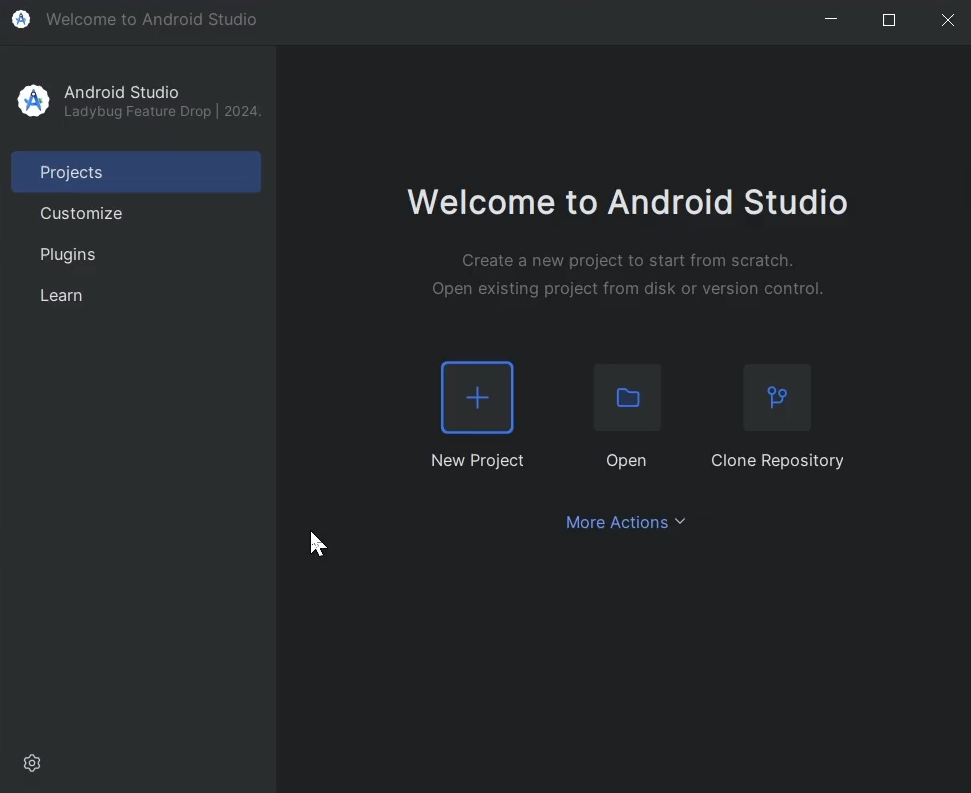 Welcome to Android Studio
Android Studio
Ladybug Feature Drop | 2024.
Projects
Customize
Plugins
Learn
Welcome to Android Studio
Create a new project to start from scratch.
Open existing project from disk or version control.
New Project
Open
Clone Repository
More Actions